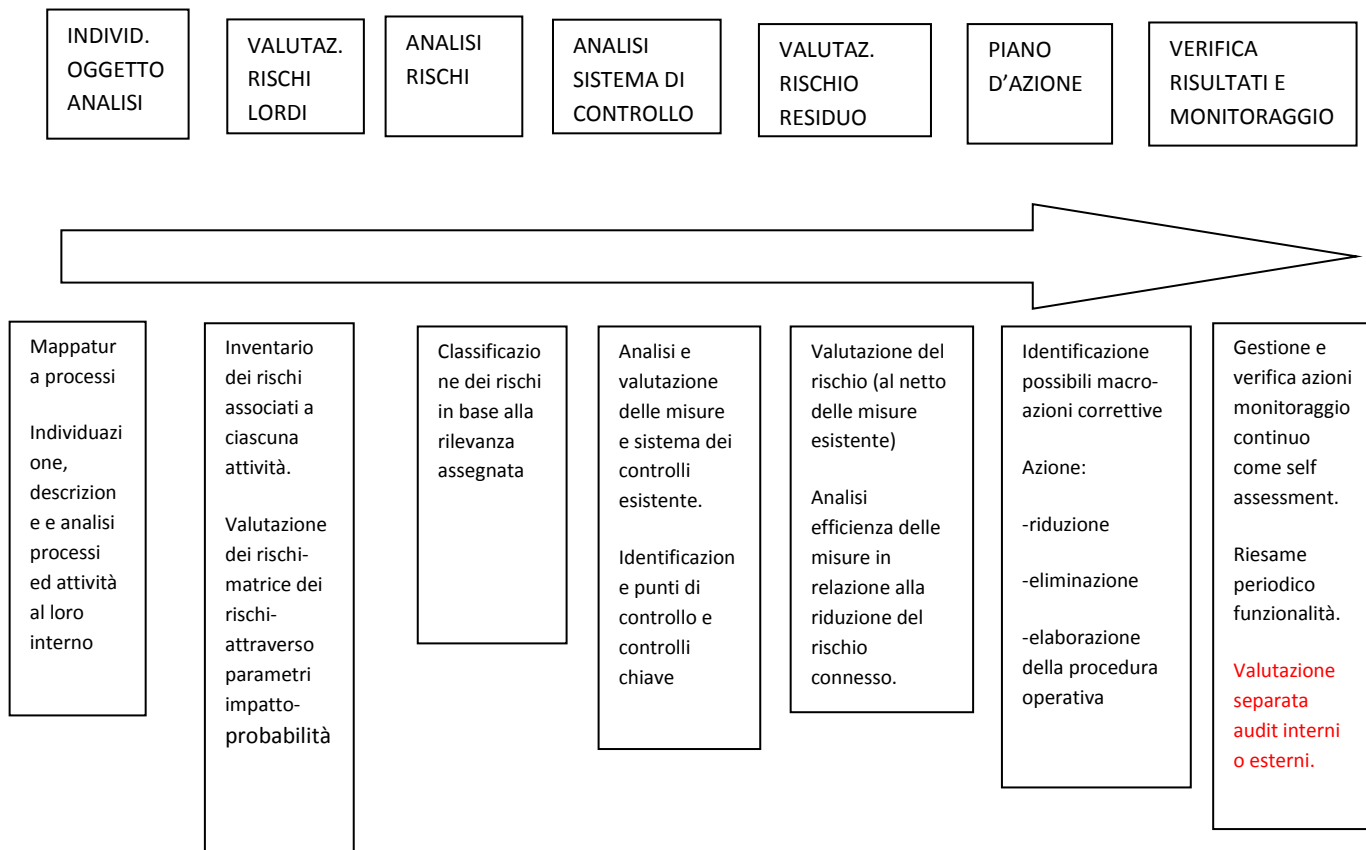 INDIVID.
OGGETTO
ANALISI
VALUTAZ.
RISCHI
LORDI
ANALISI
RISCHI
ANALISI
SISTEMA DI
CONTROLLO
VALUTAZ.
RISCHIO
RESIDUO
PIANO
D’AZIONE
VERIFICA
RISULTATI E
MONITORAGGIO
Mappatur
a processi
Individuazi
one,
descrizion
e e analisi
processi
ed attività
al loro
interno
Inventario
dei rischi
associati a
ciascuna
attività.
Valutazione
dei rischi-
matrice dei
rischi-
attraverso
parametri
impatto-
probabilità
Classificazio
ne dei rischi
in base alla
rilevanza
assegnata
Analisi e
valutazione
delle misure
e sistema dei
controlli
esistente.
Identificazion
e punti di
controllo e
controlli
chiave
Valutazione del
rischio (al netto
delle misure
esistente)
Analisi
efficienza delle
misure in
relazione alla
riduzione del
rischio
connesso.
Identificazione
possibili macro-
azioni correttive
Azione:
-riduzione
-eliminazione
-elaborazione
della procedura
operativa
Gestione e
verifica azioni
monitoraggio
continuo
come self
assessment.
Riesame
periodico
funzionalità.
Valutazione
separata
audit interni
o esterni.